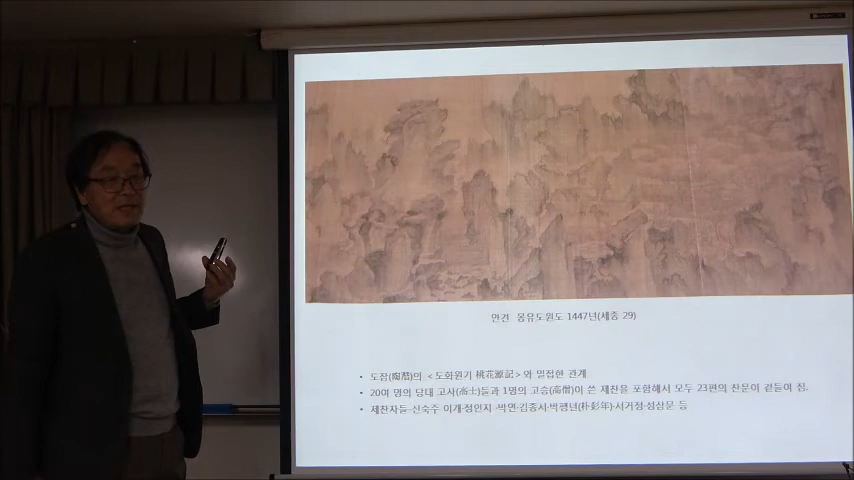 안견 몽유도원도 1447년(세종 29)
• 도잠(陶潛)의 <도화원기 桃花源記>와 밀접한 관계
• 20여 명의 당대 고사(高士)들과 1명의 고승(高僧)이 쓴 제찬을 포함해서 모두 23편의 찬문이 곁들여 짐.
• 제찬자들-신숙주·이개·정인지·박연·김종서·박팽년(朴彭年)·서거정·성삼문 등